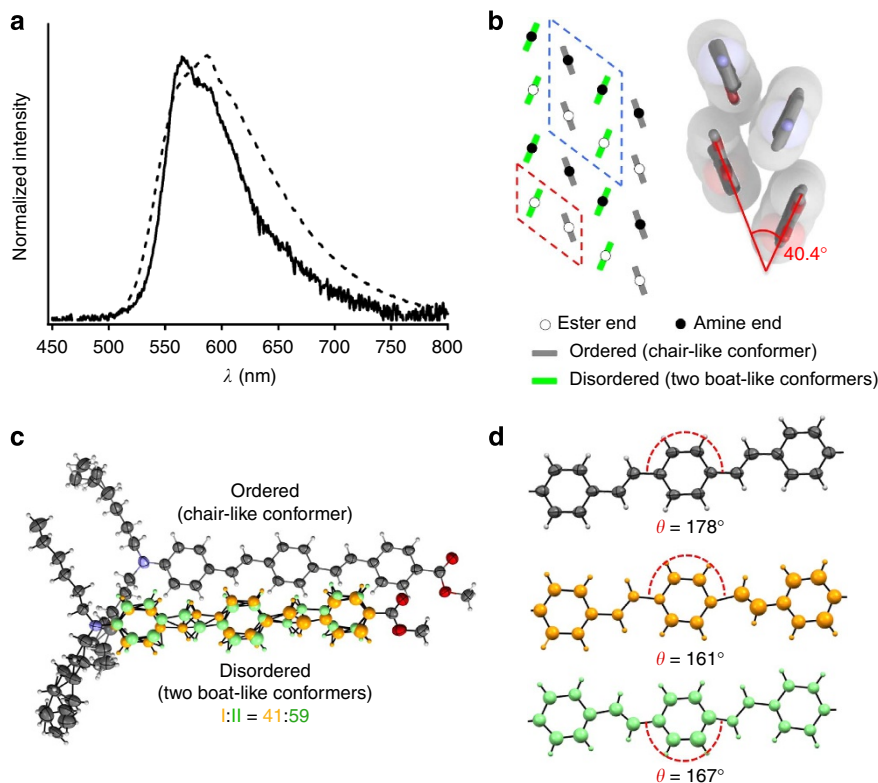 a
Normalized intensity
450 500 550 600 650 700 750 800
λ (nm)
b
40.4°
Ester end Amine end
Ordered (chair-like conformer)
Disordered (two boat-like conformers)
c
Ordered
(chair-like conformer)
Disordered
(two boat-like conformers)
I:II = 41:59
d
θ = 178°
θ = 161°
θ = 167°